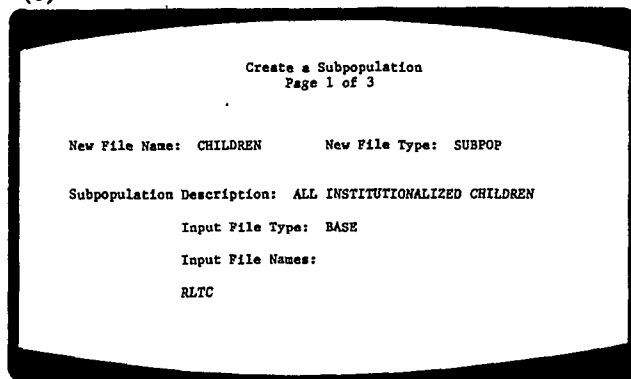 Create a Subpopulation
Page 1 of 3
New File Name: CHILDREN New File Type: SUBPOP
Subpopulation Description: ALL INSTITUTIONALIZED CHILDREN
Input File Type: BASE
Input File Names:
RLTC